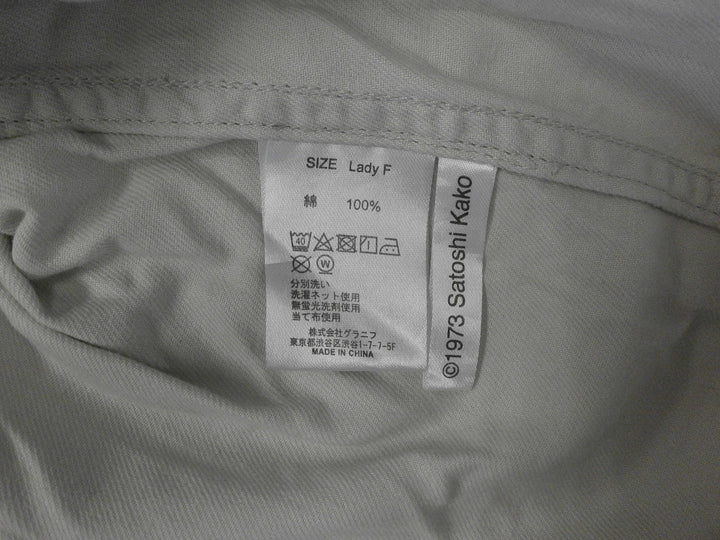 SIZE Lady F
綿 100%
40
W
分別洗い
洗濯ネット使用
無蛍光洗剤使用
当て布使用
株式会社グラニフ
東京都渋谷区渋谷1-7-7-5F
MADE IN CHINA
©1973 Satoshi Kako